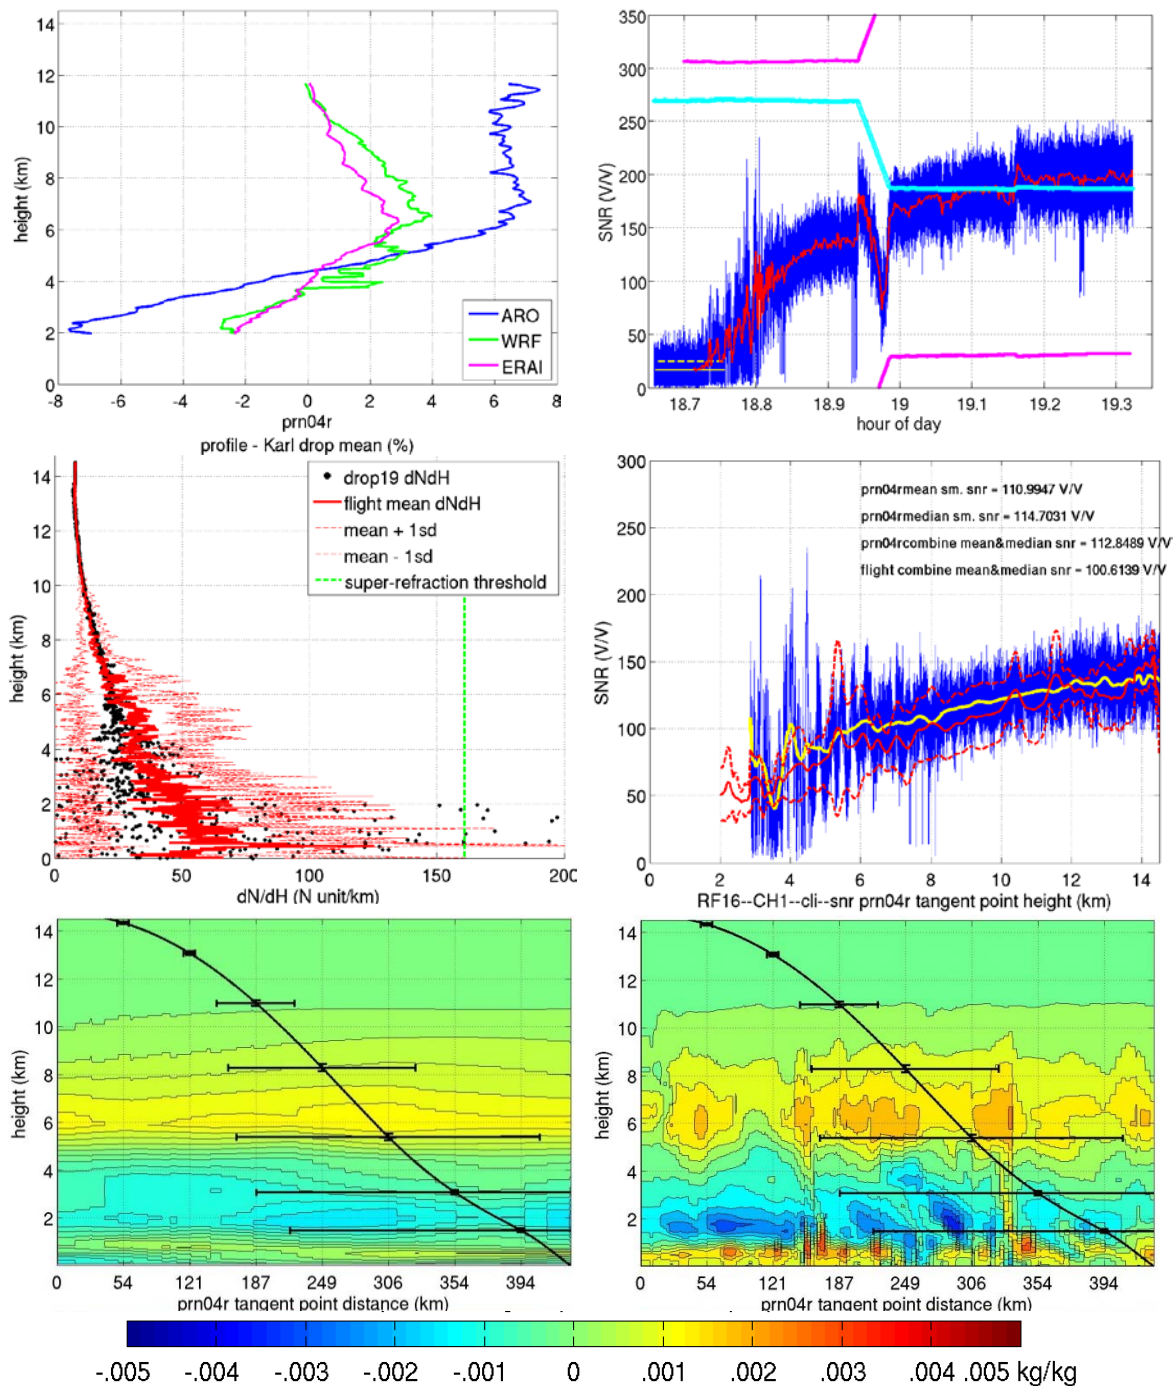 14
12
10
8
6
4
2
0
height (km)
-8 -6 -4 -2 0 2 4 6 8
prn04r
profile - Karl drop mean (%)
ARO
WRF
ERAI
350
300
250
200
150
100
50
0
SNR (V/V)
18.7 18.8 18.9 19 19.1 19.2 19.3
hour of day
14
12
10
8
6
4
2
0
height (km)
drop19 dNdH
flight mean dNdH
mean + 1sd
mean - 1sd
super-refraction threshold
0 50 100 150 200
dN/dH (N unit/km)
300
250
200
150
100
50
0
SNR (V/V)
prn04rmean sm. snr = 110.9947 V/V
prn04rmedian sm. snr = 114.7031 V/V
prn04rcombine mean&median snr = 112.8489 V/V
flight combine mean&median snr = 100.6139 V/V
0 2 4 6 8 10 12 14
RF16--CH1--cli--snr prn04r tangent point height (km)
14
12
10
8
6
4
2
height (km)
0 54 121 187 249 306 354 394
prn04r tangent point distance (km)
14
12
10
8
6
4
2
height (km)
0 54 121 187 249 306 354 394
prn04r tangent point distance (km)
-.005 -.004 -.003 -.002 -.001 0 .001 .002 .003 .004 .005 kg/kg